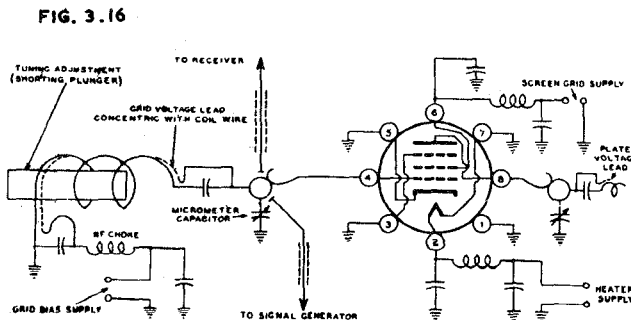 FIG. 3.16
TUNING ADJUSTMENT
(SHORTING PLUNGER)
GRID VOLTAGE LEAD
CONCENTRIC WITH COIL WIRE
TO RECEIVER
SCREEN GRID SUPPLY
PLATE
VOLTAGE
LEAD
6
5
7
4
8
3
1
2
MICROMETER
CAPACITOR
RF CHOKE
GRID BIAS SUPPLY
TO SIGNAL GENERATOR
HEATER
SUPPLY